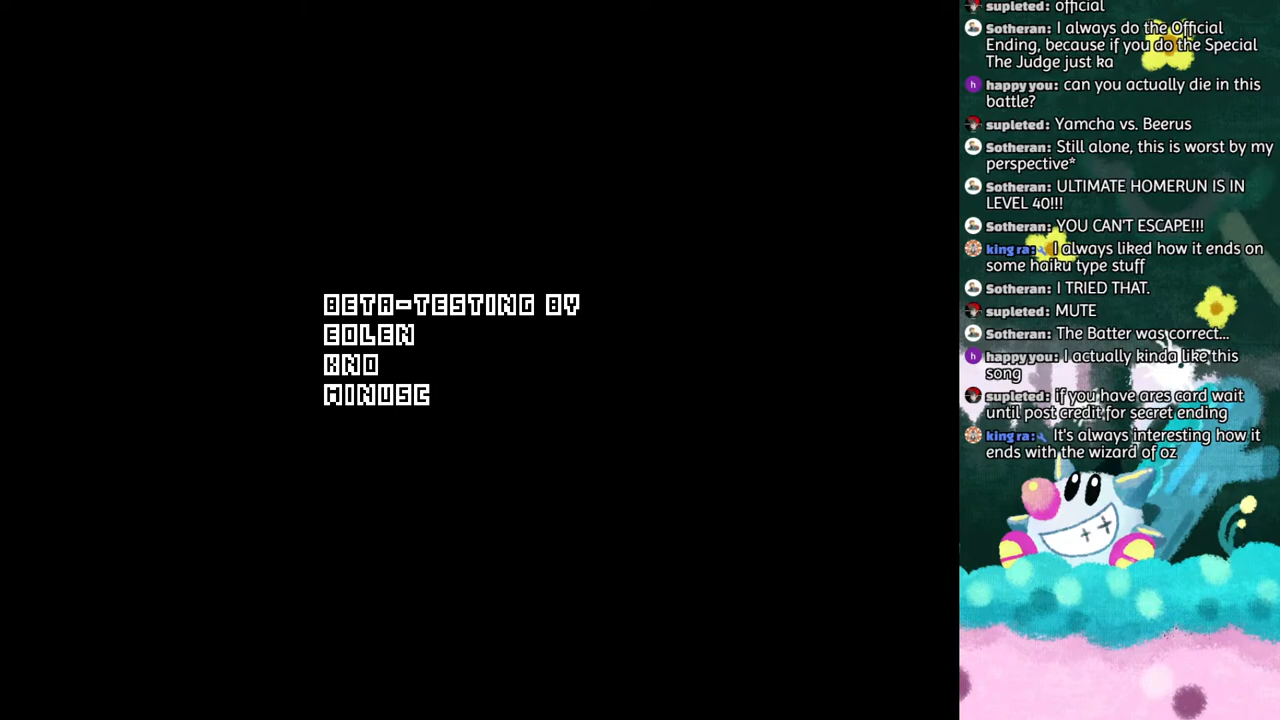 BETA-TESTING BY
EOLEN
KNO
MINUSC
supleted: official
Sotheran: I always do the Official
Ending, because if you do the Special
The Judge just ka
happy you: can you actually die in this
battle?
supleted: Yamcha vs. Beerus
Sotheran: Still alone, this is worst by my
perspective*
Sotheran: ULTIMATE HOMERUN IS IN
LEVEL 40!!!
Sotheran: YOU CAN'T ESCAPE!!!
king ra: I always liked how it ends on
some haiku type stuff
Sotheran: I TRIED THAT.
supleted: MUTE
Sotheran: The Batter was correct...
happy you: I actually kinda like this
song
supleted: if you have ares card wait
until post credit for secret ending
king ra: It's always interesting how it
ends with the wizard of oz